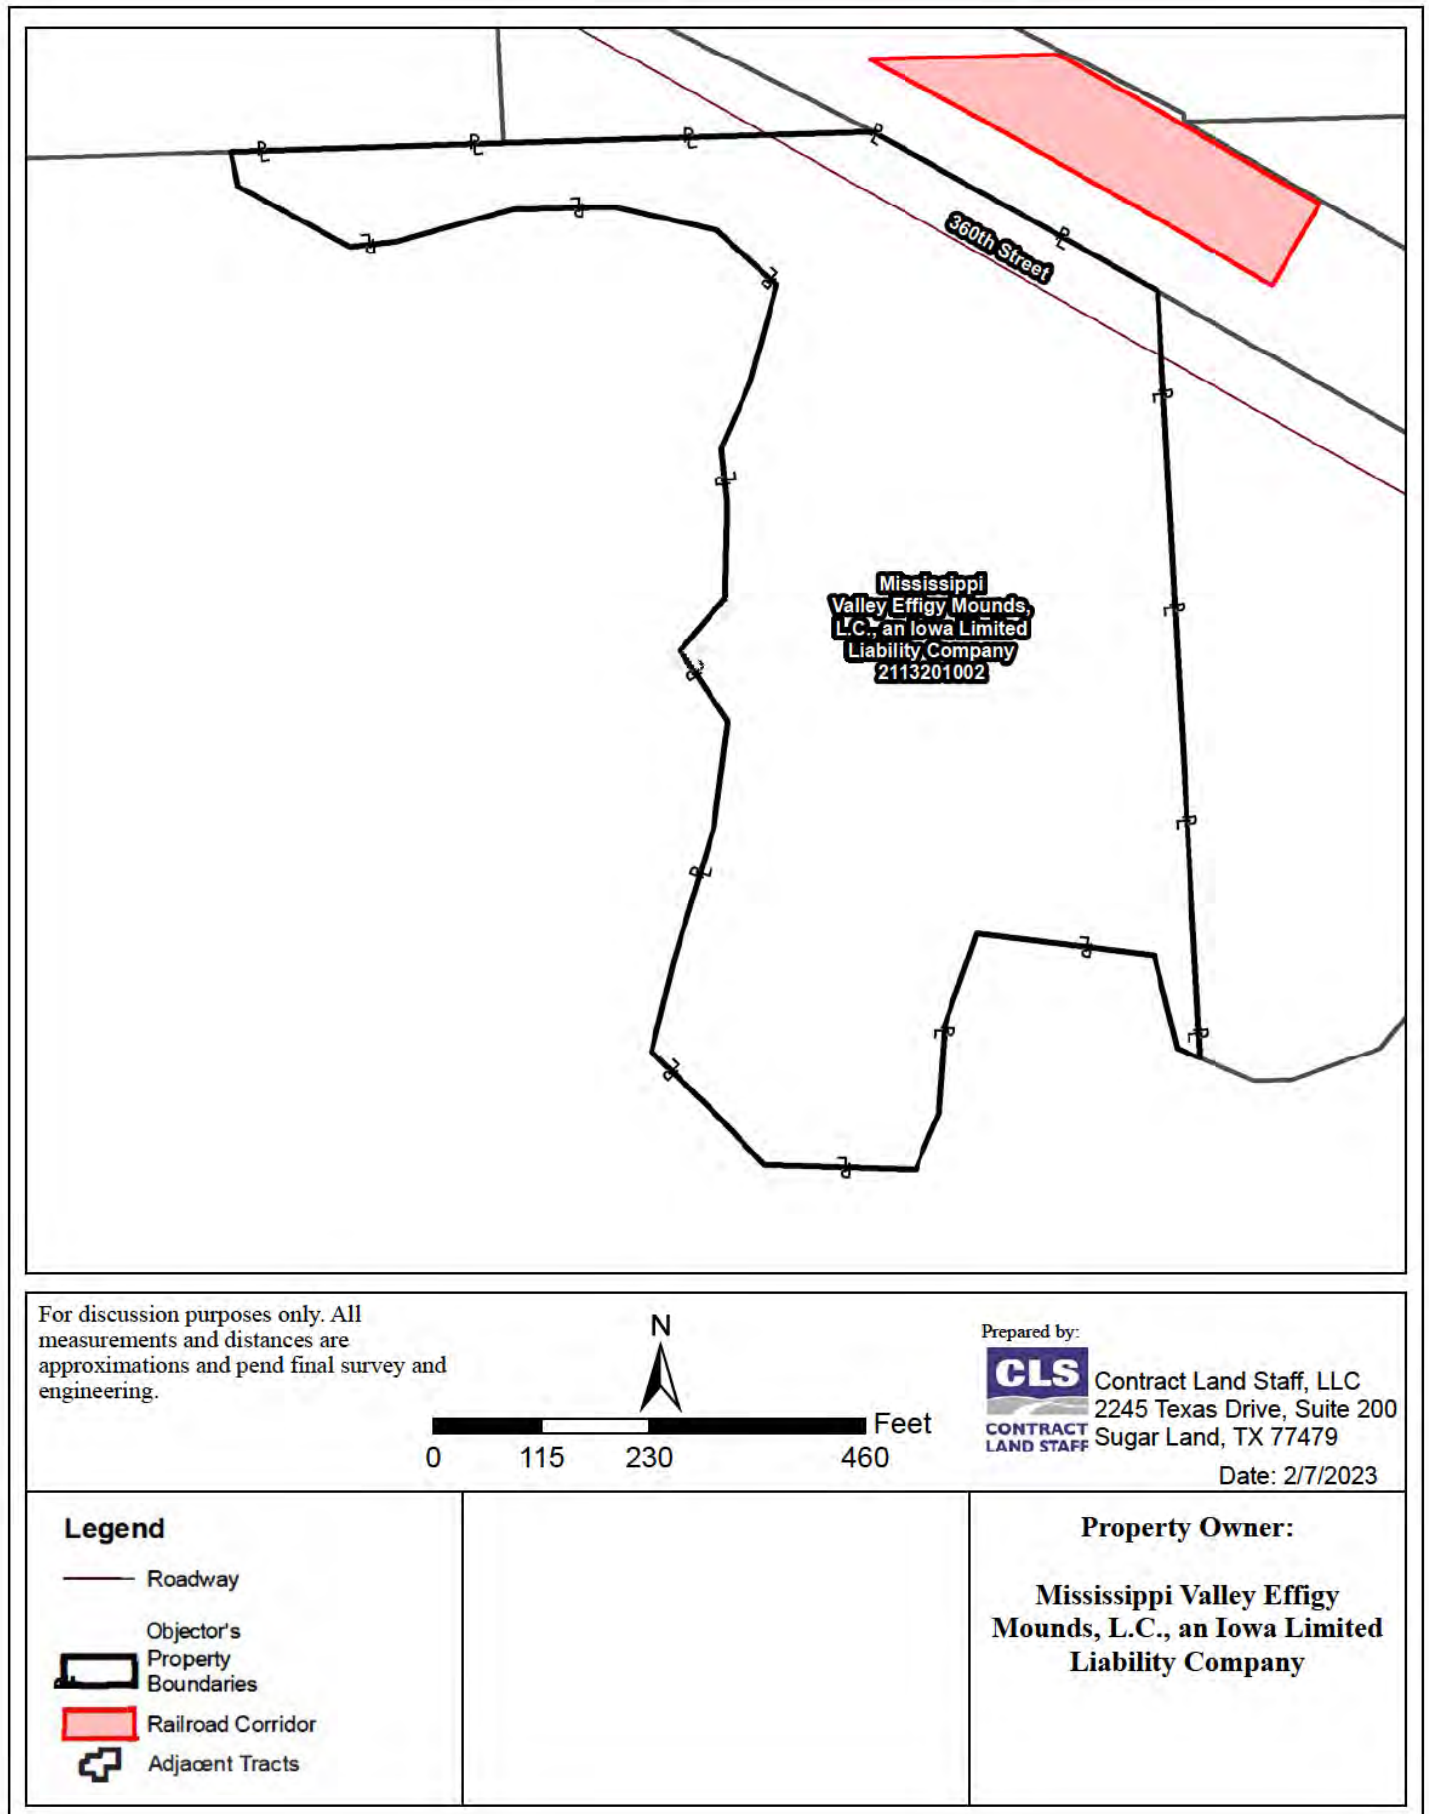 360th Street
Mississippi
Valley Effigy Mounds,
L.C., an Iowa Limited
Liability Company
2113201002
For discussion purposes only. All
measurements and distances are
approximations and pend final survey and
engineering.
N
Feet
0 115 230 460
Prepared by:
CLS
CONTRACT
LAND STAFF
Contract Land Staff, LLC
2245 Texas Drive, Suite 200
Sugar Land, TX 77479
Date: 2/7/2023
Legend
Roadway
Objector's
Property
Boundaries
Railroad Corridor
Adjacent Tracts
Property Owner:
Mississippi Valley Effigy
Mounds, L.C., an Iowa Limited
Liability Company